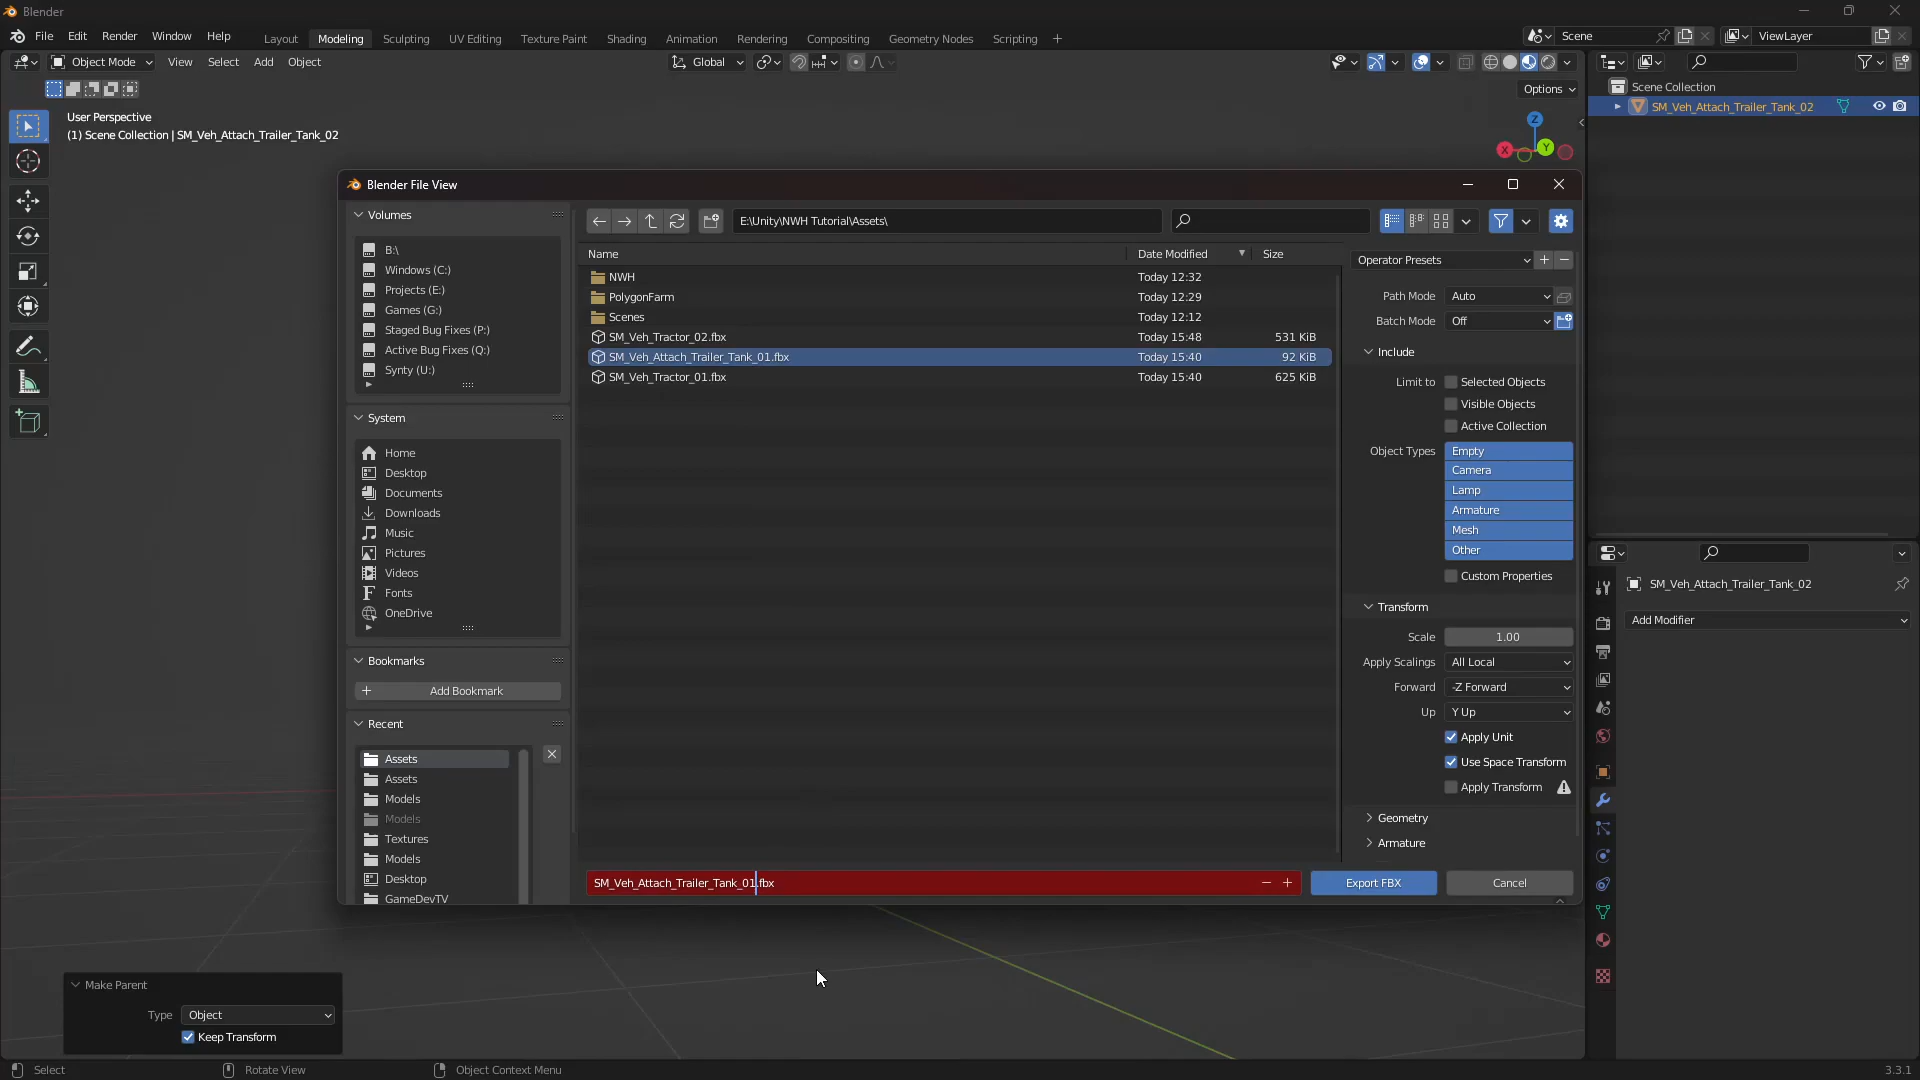 Blender
File Edit Render Window Help Layout Modeling Sculpting UV Editing Texture Paint Shading Animation Rendering Compositing Geometry Nodes Scripting + Scene ViewLayer
Object Mode View Select Add Object Global
Options
User Perspective
(1) Scene Collection | SM_Veh_Attach_Trailer_Tank_02
Z
X Y
Scene Collection
SM_Veh_Attach_Trailer_Tank_02
Blender File View
Volumes
B:\
Windows (C:)
Projects (E:)
Games (G:)
Staged Bug Fixes (P:)
Active Bug Fixes (Q:)
Synty (U:)
System
Home
Desktop
Documents
Downloads
Music
Pictures
Videos
Fonts
OneDrive
Bookmarks
Add Bookmark
Recent
Assets
Assets
Models
Models
Textures
Models
Desktop
GameDevTV
E:\Unity\NWH Tutorial\Assets\
Name Date Modified Size
NWH Today 12:32
PolygonFarm Today 12:29
Scenes Today 12:12
SM_Veh_Tractor_02.fbx Today 15:48 531 KiB
SM_Veh_Attach_Trailer_Tank_01.fbx Today 15:40 92 KiB
SM_Veh_Tractor_01.fbx Today 15:40 625 KiB
SM_Veh_Attach_Trailer_Tank_01.fbx
Export FBX
Cancel
Operator Presets
Path Mode Auto
Batch Mode Off
Include
Limit to Selected Objects
Visible Objects
Active Collection
Object Types Empty
Camera
Lamp
Armature
Mesh
Other
Custom Properties
Transform
Scale 1.00
Apply Scalings All Local
Forward -Z Forward
Up Y Up
Apply Unit
Use Space Transform
Apply Transform
Geometry
Armature
SM_Veh_Attach_Trailer_Tank_02
Add Modifier
Make Parent
Type Object
Keep Transform
Select Rotate View Object Context Menu 3.3.1